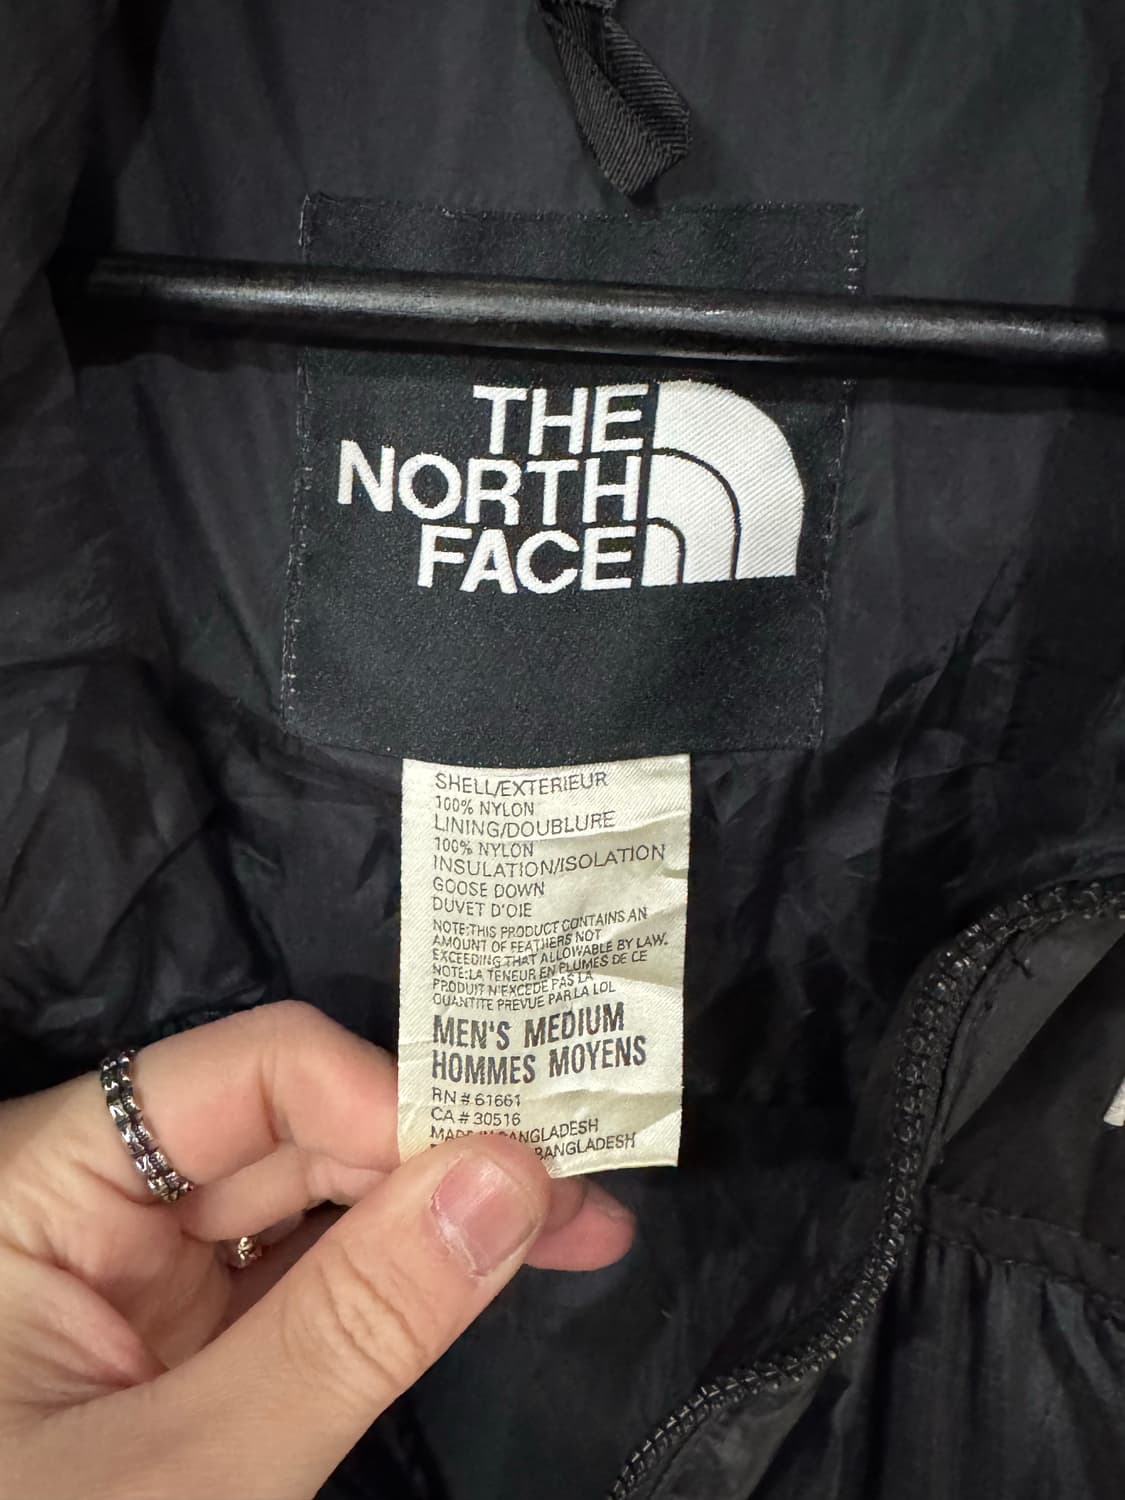 THE
NORTH
FACE
SHELL/EXTERIEUR
100% NYLON
LINING/DOUBLURE
100% NYLON
INSULATION/ISOLATION
GOOSE DOWN
DUVET D'OIE
NOTE:THIS PRODUCT CONTAINS AN
AMOUNT OF FEATHERS NOT
EXCEEDING THAT ALLOWABLE BY LAW.
NOTE:LA TENEUR EN PLUMES DE CE
PRODUIT N'EXCEDE PAS LA
QUANTITE PREVUE PAR LA LOL
MEN'S MEDIUM
HOMMES MOYENS
RN # 61661
CA # 30516
MADE IN BANGLADESH
BANGLADESH